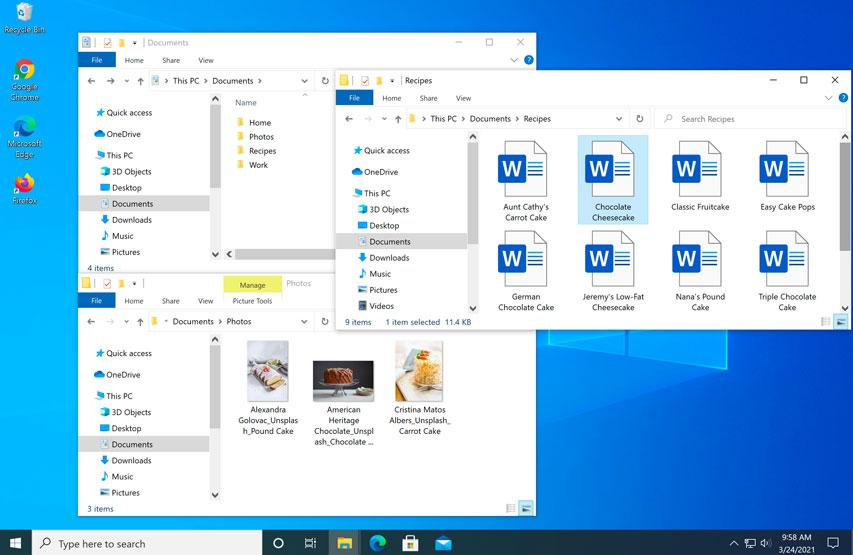 Recycle Bin
Google
Chrome
Microsoft
Edge
Firefox
Documents
File Home Share View
This PC Documents
Quick access
OneDrive
This PC
3D Objects
Desktop
Documents
Downloads
Music
Pictures
Name
Home
Photos
Recipes
Work
4 items
Recipes
File Home Share View
This PC Documents Recipes
Search Recipes
Quick access
OneDrive
This PC
3D Objects
Desktop
Documents
Downloads
Music
Pictures
Videos
Aunt Cathy's
Carrot Cake
Chocolate
Cheesecake
Classic Fruitcake
Easy Cake Pops
German
Chocolate Cake
Jeremy's Low-Fat
Cheesecake
Nana's Pound
Cake
Triple Chocolate
Cake
9 items 1 item selected 11.4 KB
Manage Photos
File Home Share View Picture Tools
Documents Photos
Quick access
OneDrive
This PC
3D Objects
Desktop
Documents
Downloads
Music
Pictures
Alexandra
Golovac_Unsplas
h_Pound Cake
American
Heritage
Chocolate_Unspl
ash_Chocolate ...
Cristina Matos
Albers_Unsplash_
Carrot Cake
3 items
Type here to search
9:58 AM
3/24/2021